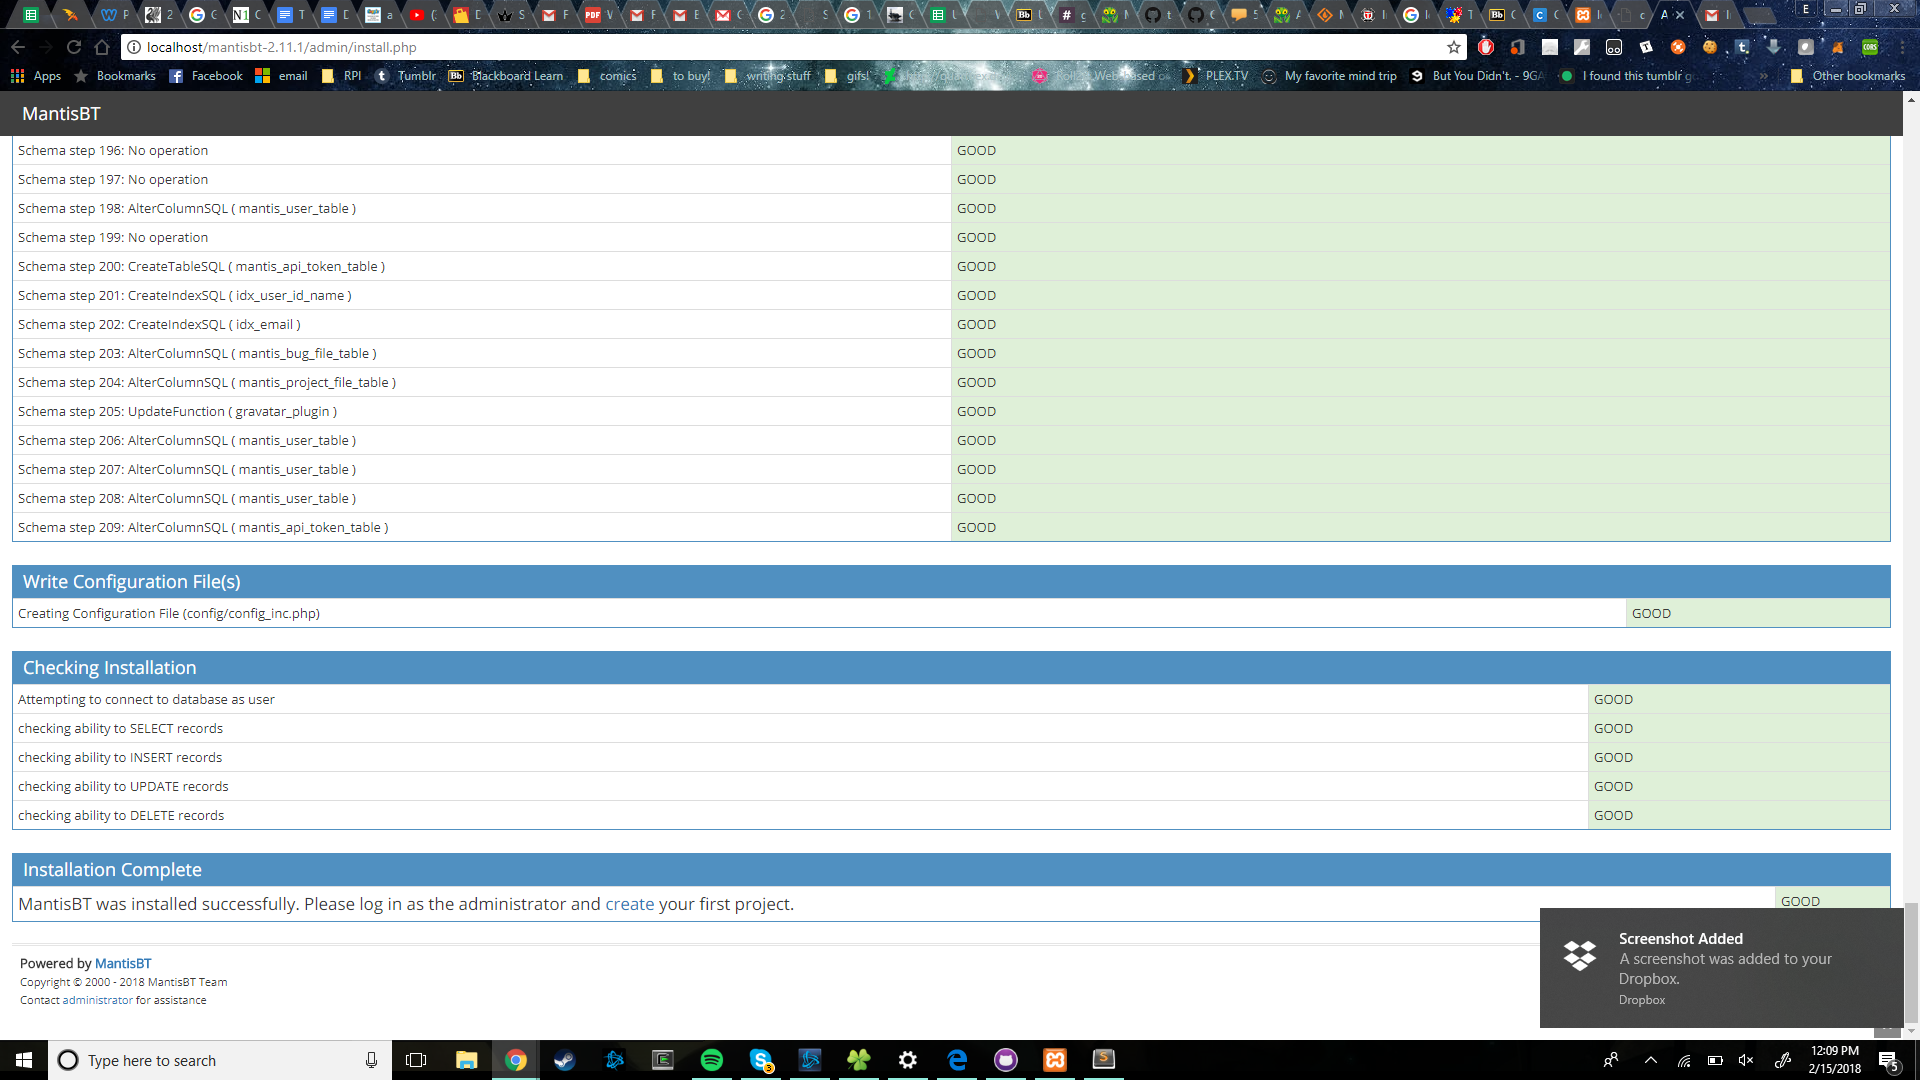 localhost/mantisbt-2.11.1/admin/install.php
Apps Bookmarks Facebook email RPI Tumblr Blackboard Learn comics to buy! writing stuff gifs! PLEX.TV My favorite mind trip But You Didn't. - 9GA I found this tumblr Other bookmarks
MantisBT
Schema step 196: No operation GOOD
Schema step 197: No operation GOOD
Schema step 198: AlterColumnSQL ( mantis_user_table ) GOOD
Schema step 199: No operation GOOD
Schema step 200: CreateTableSQL ( mantis_api_token_table ) GOOD
Schema step 201: CreateIndexSQL ( idx_user_id_name ) GOOD
Schema step 202: CreateIndexSQL ( idx_email ) GOOD
Schema step 203: AlterColumnSQL ( mantis_bug_file_table ) GOOD
Schema step 204: AlterColumnSQL ( mantis_project_file_table ) GOOD
Schema step 205: UpdateFunction ( gravatar_plugin ) GOOD
Schema step 206: AlterColumnSQL ( mantis_user_table ) GOOD
Schema step 207: AlterColumnSQL ( mantis_user_table ) GOOD
Schema step 208: AlterColumnSQL ( mantis_user_table ) GOOD
Schema step 209: AlterColumnSQL ( mantis_api_token_table ) GOOD
Write Configuration File(s)
Creating Configuration File (config/config_inc.php) GOOD
Checking Installation
Attempting to connect to database as user GOOD
checking ability to SELECT records GOOD
checking ability to INSERT records GOOD
checking ability to UPDATE records GOOD
checking ability to DELETE records GOOD
Installation Complete
MantisBT was installed successfully. Please log in as the administrator and create your first project. GOOD
Powered by MantisBT
Copyright © 2000 - 2018 MantisBT Team
Contact administrator for assistance
Screenshot Added
A screenshot was added to your
Dropbox.
Dropbox
Type here to search
12:09 PM
2/15/2018